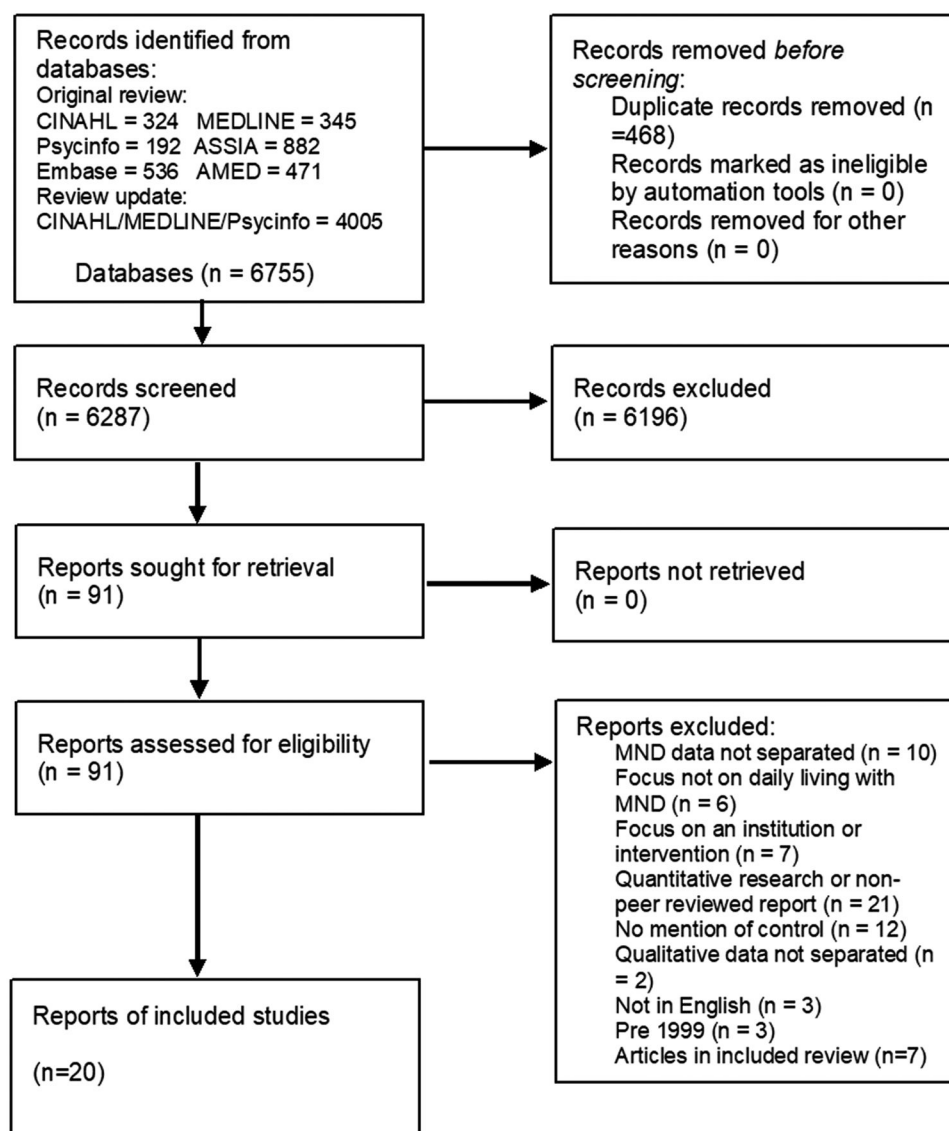 Records identified from
databases:
Original review:
CINAHL = 324 MEDLINE = 345
Psycinfo = 192 ASSIA = 882
Embase = 536 AMED = 471
Review update:
CINAHL/MEDLINE/Psycinfo = 4005
Databases (n = 6755)
Records removed before
screening:
Duplicate records removed (n
=468)
Records marked as ineligible
by automation tools (n = 0)
Records removed for other
reasons (n = 0)
Records screened
(n = 6287)
Records excluded
(n = 6196)
Reports sought for retrieval
(n = 91)
Reports not retrieved
(n = 0)
Reports assessed for eligibility
(n = 91)
Reports excluded:
MND data not separated (n = 10)
Focus not on daily living with
MND (n = 6)
Focus on an institution or
intervention (n = 7)
Quantitative research or non-
peer reviewed report (n = 21)
No mention of control (n = 12)
Qualitative data not separated (n
= 2)
Not in English (n = 3)
Pre 1999 (n = 3)
Articles in included review (n=7)
Reports of included studies
(n=20)